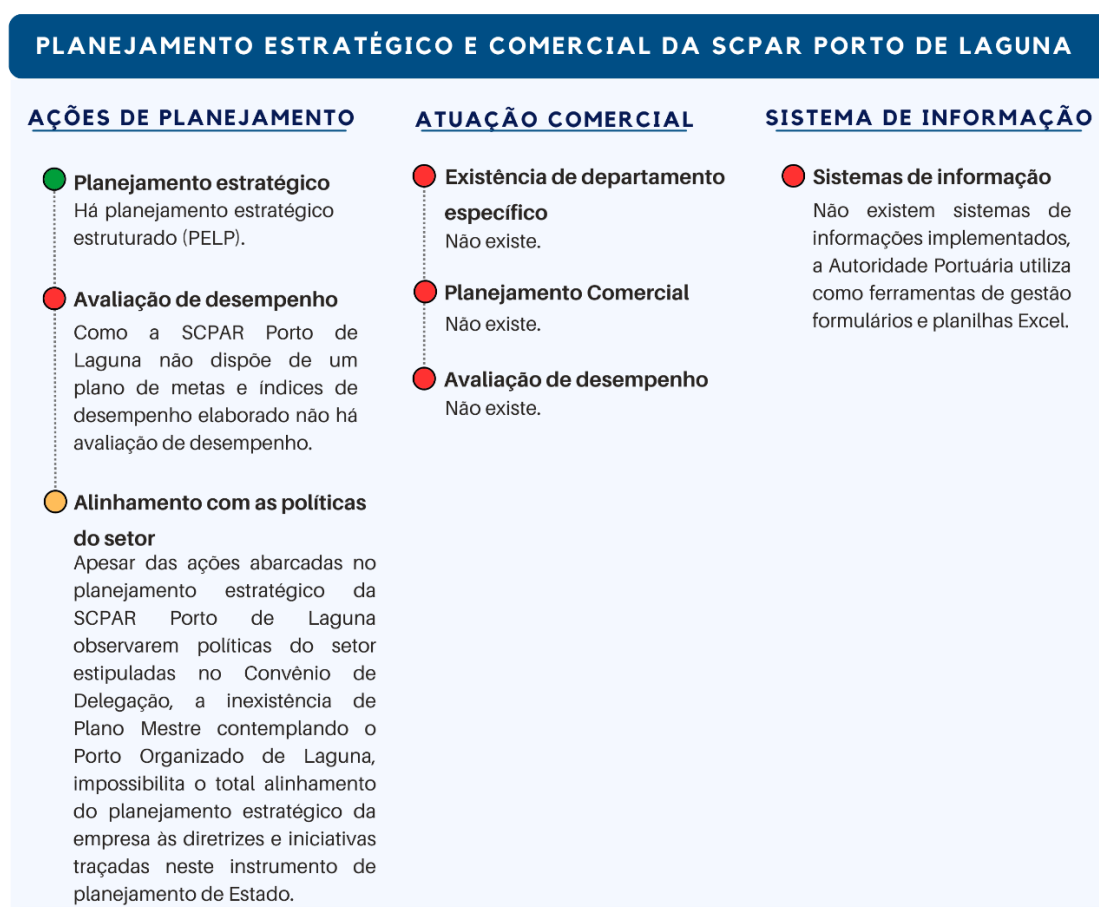 PLANEJAMENTO ESTRATÉGICO E COMERCIAL DA SCPAR PORTO DE LAGUNA
AÇÕES DE PLANEJAMENTO
Planejamento estratégico
Há planejamento estratégico
estruturado (PELP).
Avaliação de desempenho
Como a SCPAR Porto de
Laguna não dispõe de um
plano de metas e índices de
desempenho elaborado não há
avaliação de desempenho.
Alinhamento com as políticas
do setor
Apesar das ações abarcadas no
planejamento estratégico da
SCPAR Porto de Laguna
observarem políticas do setor
estipuladas no Convênio de
Delegação, a inexistência de
Plano Mestre contemplando o
Porto Organizado de Laguna,
impossibilita o total alinhamento
do planejamento estratégico da
empresa às diretrizes e iniciativas
traçadas neste instrumento de
planejamento de Estado.
ATUAÇÃO COMERCIAL
Existência de departamento
específico
Não existe.
Planejamento Comercial
Não existe.
Avaliação de desempenho
Não existe.
SISTEMA DE INFORMAÇÃO
Sistemas de informação
Não existem sistemas de
informações implementados,
a Autoridade Portuária utiliza
como ferramentas de gestão
formulários e planilhas Excel.